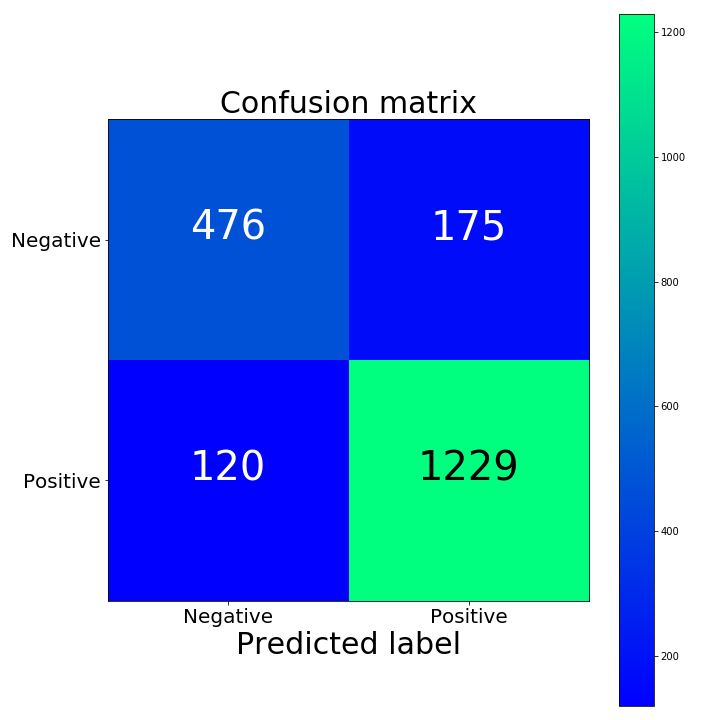 Confusion matrix
Negative 476 175
Positive 120 1229
Negative Positive
Predicted label
1200
1000
800
600
400
200